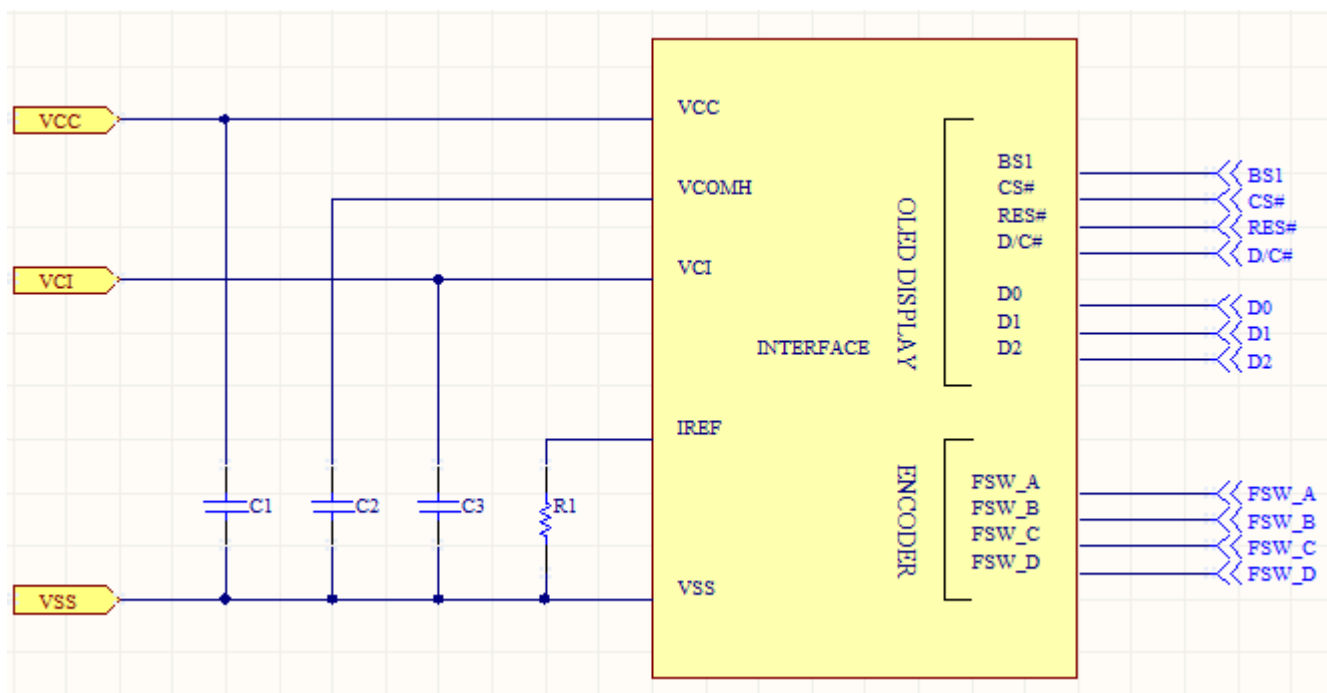 VCC
VCI
VSS
C1
C2
C3
R1
VCC
VCOMH
VCI
INTERFACE
IREF
VSS
OLED DISPLAY
BS1
CS#
RES#
D/C#
D0
D1
D2
ENCODER
FSW_A
FSW_B
FSW_C
FSW_D
BS1
CS#
RES#
D/C#
D0
D1
D2
FSW_A
FSW_B
FSW_C
FSW_D